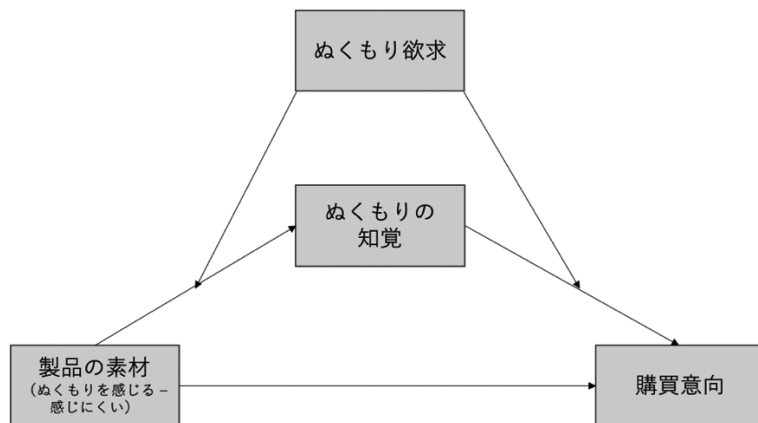 ぬくもり欲求
ぬくもりの
知覚
製品の素材
（ぬくもりを感じる –
感じにくい）
購買意向